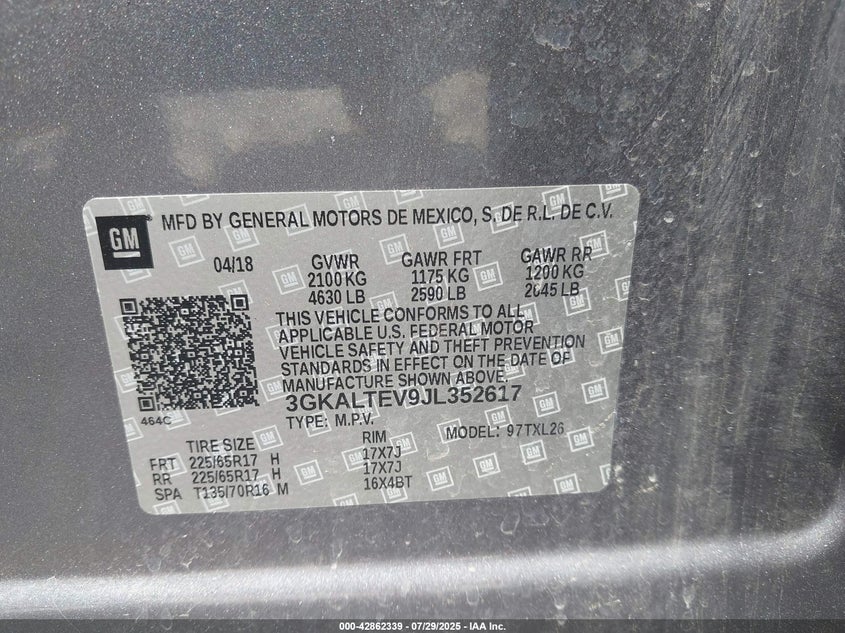 GM MFD BY GENERAL MOTORS DE MEXICO, S. DE R.L. DE C.V.
04/18 GVWR GAWR FRT GAWR RR
2100 KG 1175 KG 1200 KG
4630 LB 2590 LB 2645 LB
THIS VEHICLE CONFORMS TO ALL
APPLICABLE U.S. FEDERAL MOTOR
VEHICLE SAFETY AND THEFT PREVENTION
STANDARDS IN EFFECT ON THE DATE OF
MANUFACTURE SHOWN ABOVE.
3GKALTEV9JL352617
464C
TYPE: M.P.V. MODEL: 97TXL26
TIRE SIZE RIM
FRT 225/65R17 H 17X7J
RR 225/65R17 H 17X7J
SPA T135/70R16 M 16X4BT
000-42862339 - 07/29/2025 - IAA Inc.